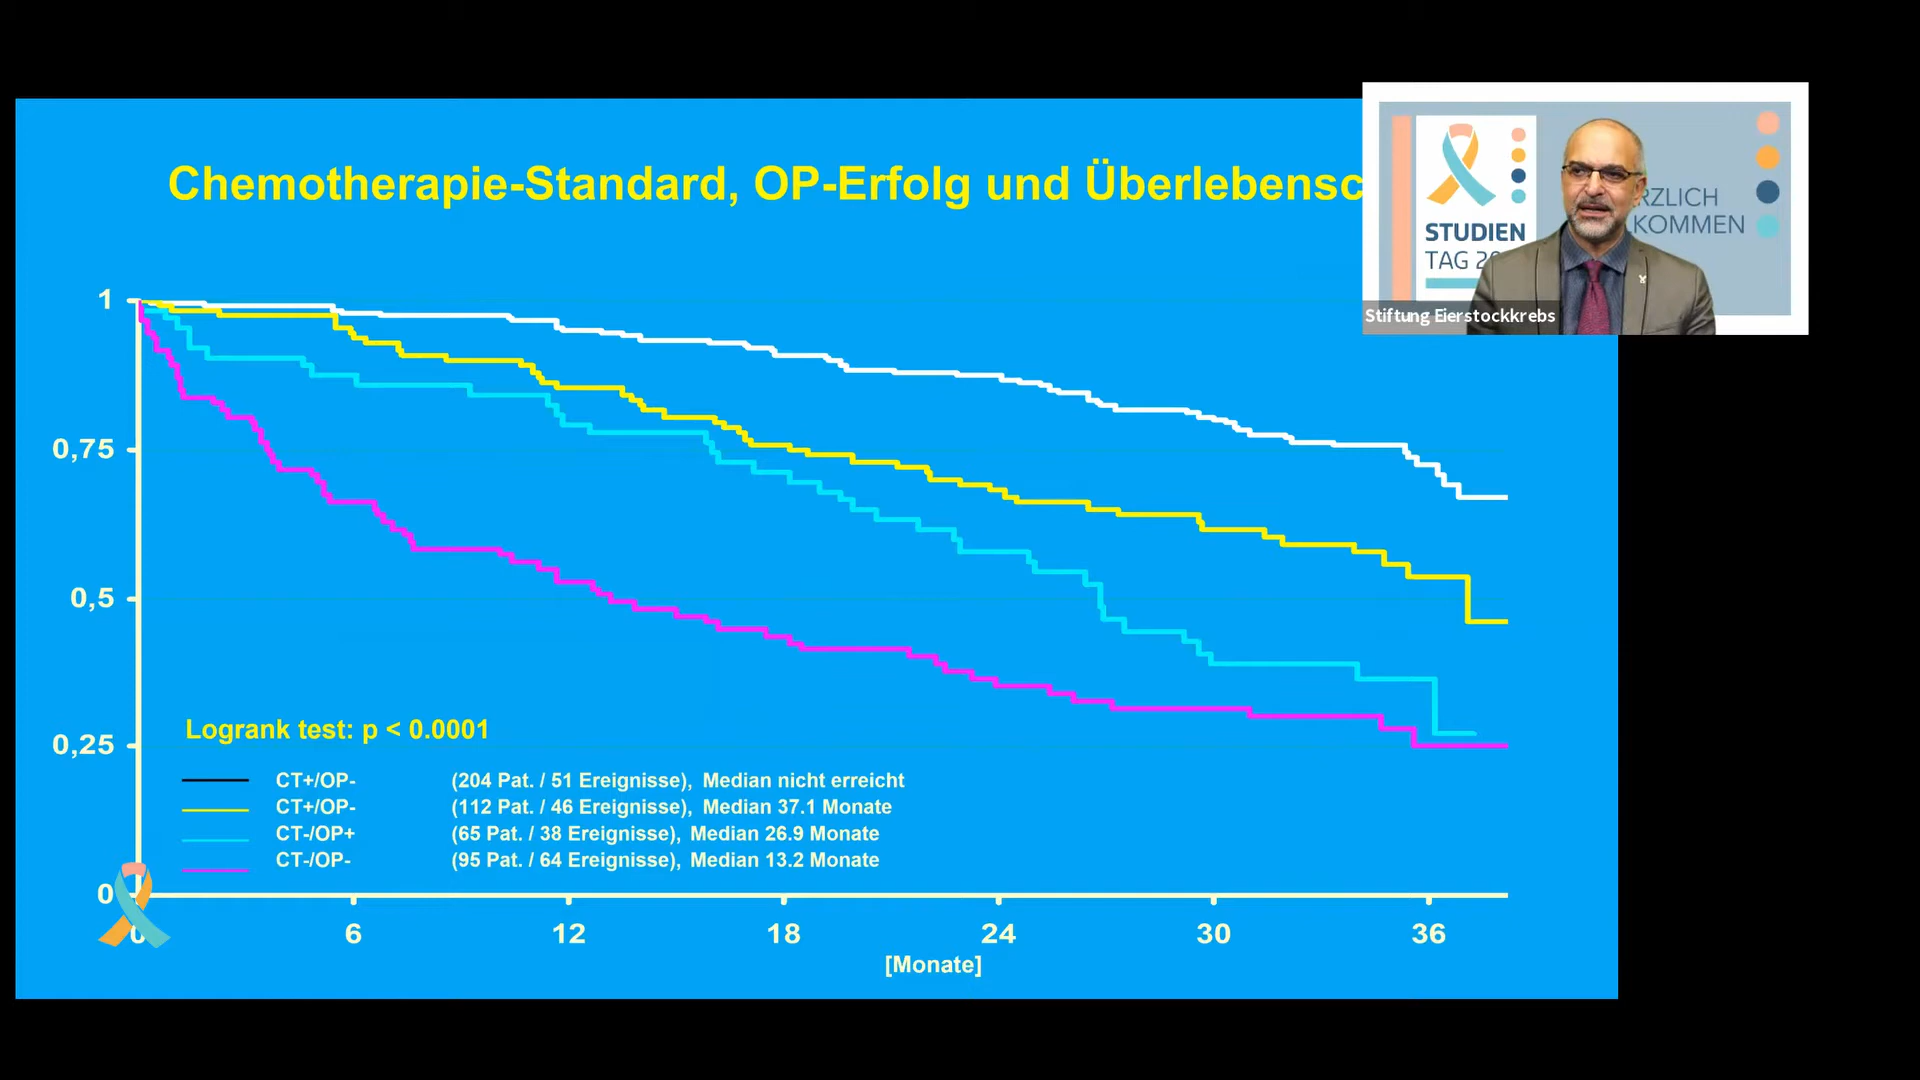 Chemotherapie-Standard, OP-Erfolg und Überlebensc
STUDIEN
TAG 20
RZLICH
KOMMEN
Stiftung Eierstockkrebs
1
0,75
0,5
0,25
0
Logrank test: p < 0.0001
CT+/OP- (204 Pat. / 51 Ereignisse), Median nicht erreicht
CT+/OP- (112 Pat. / 46 Ereignisse), Median 37.1 Monate
CT-/OP+ (65 Pat. / 38 Ereignisse), Median 26.9 Monate
CT-/OP- (95 Pat. / 64 Ereignisse), Median 13.2 Monate
0 6 12 18 24 30 36
[Monate]